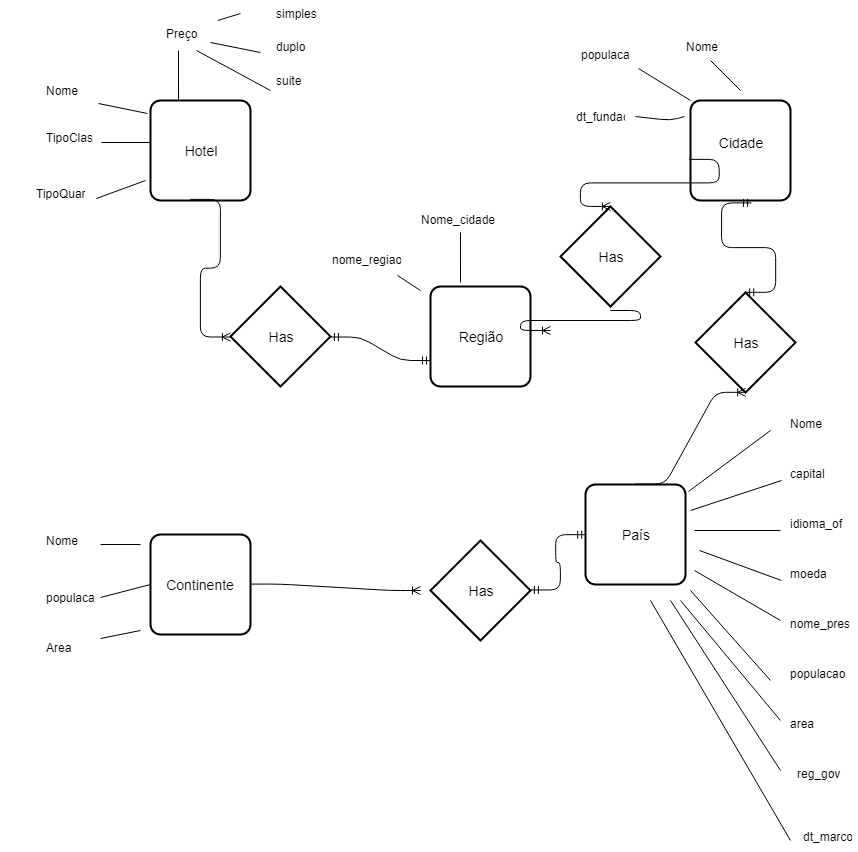 simples
Preço
duplo
suite
Nome
TipoClas
TipoQuar
Hotel
populaca
Nome
dt_fundac
Cidade
Has
Nome_cidade
nome_regiao
Região
Has
Has
Nome
capital
idioma_of
moeda
nome_pres
populacao
area
reg_gov
dt_marco
País
Has
Nome
populaca
Area
Continente